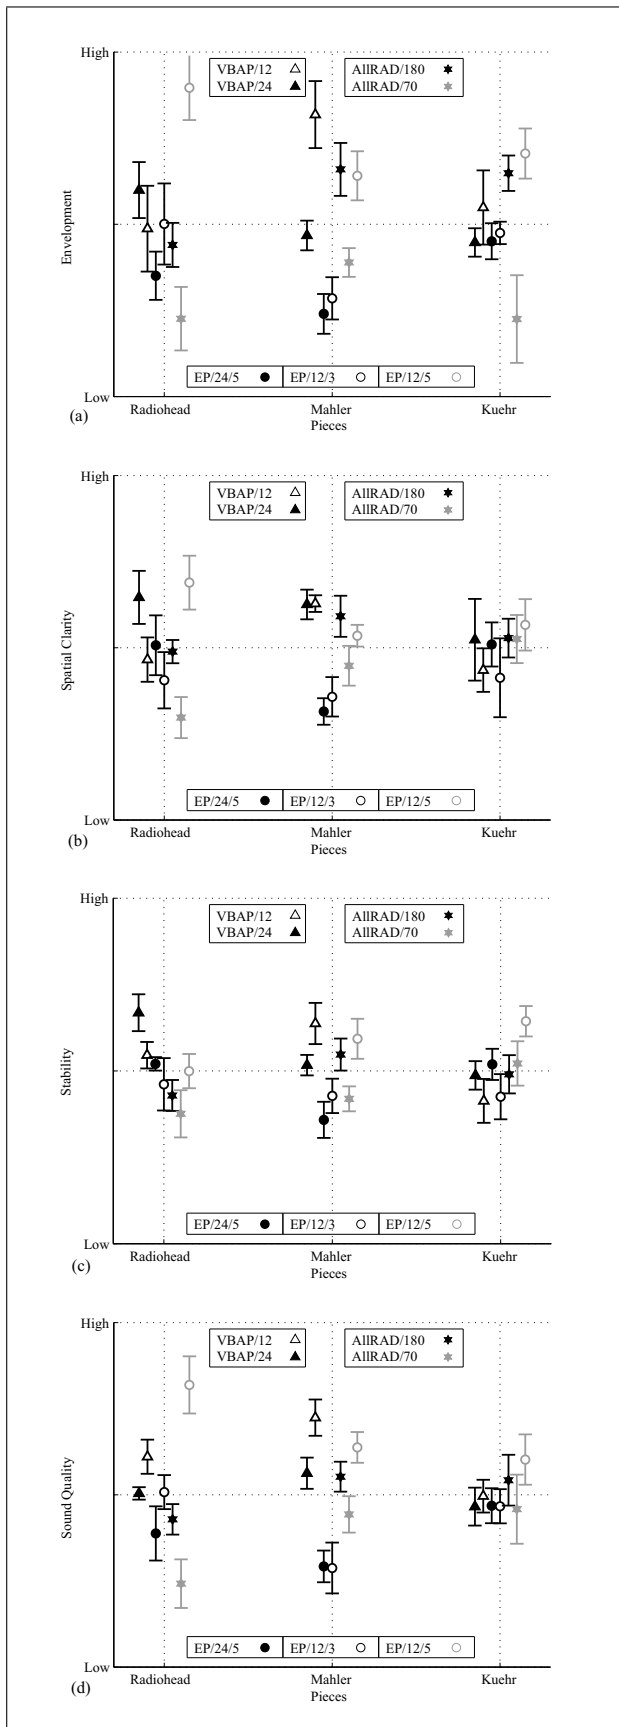 High
VBAP/12
VBAP/24
AllRAD/180
AllRAD/70
Envelopment
EP/24/5 EP/12/3 EP/12/5
Low
(a)
Radiohead Mahler Kuehr
Pieces
High
VBAP/12
VBAP/24
AllRAD/180
AllRAD/70
Spatial Clarity
EP/24/5 EP/12/3 EP/12/5
Low
(b)
Radiohead Mahler Kuehr
Pieces
High
VBAP/12
VBAP/24
AllRAD/180
AllRAD/70
Stability
EP/24/5 EP/12/3 EP/12/5
Low
(c)
Radiohead Mahler Kuehr
Pieces
High
VBAP/12
VBAP/24
AllRAD/180
AllRAD/70
Sound Quality
EP/24/5 EP/12/3 EP/12/5
Low
(d)
Radiohead Mahler Kuehr
Pieces